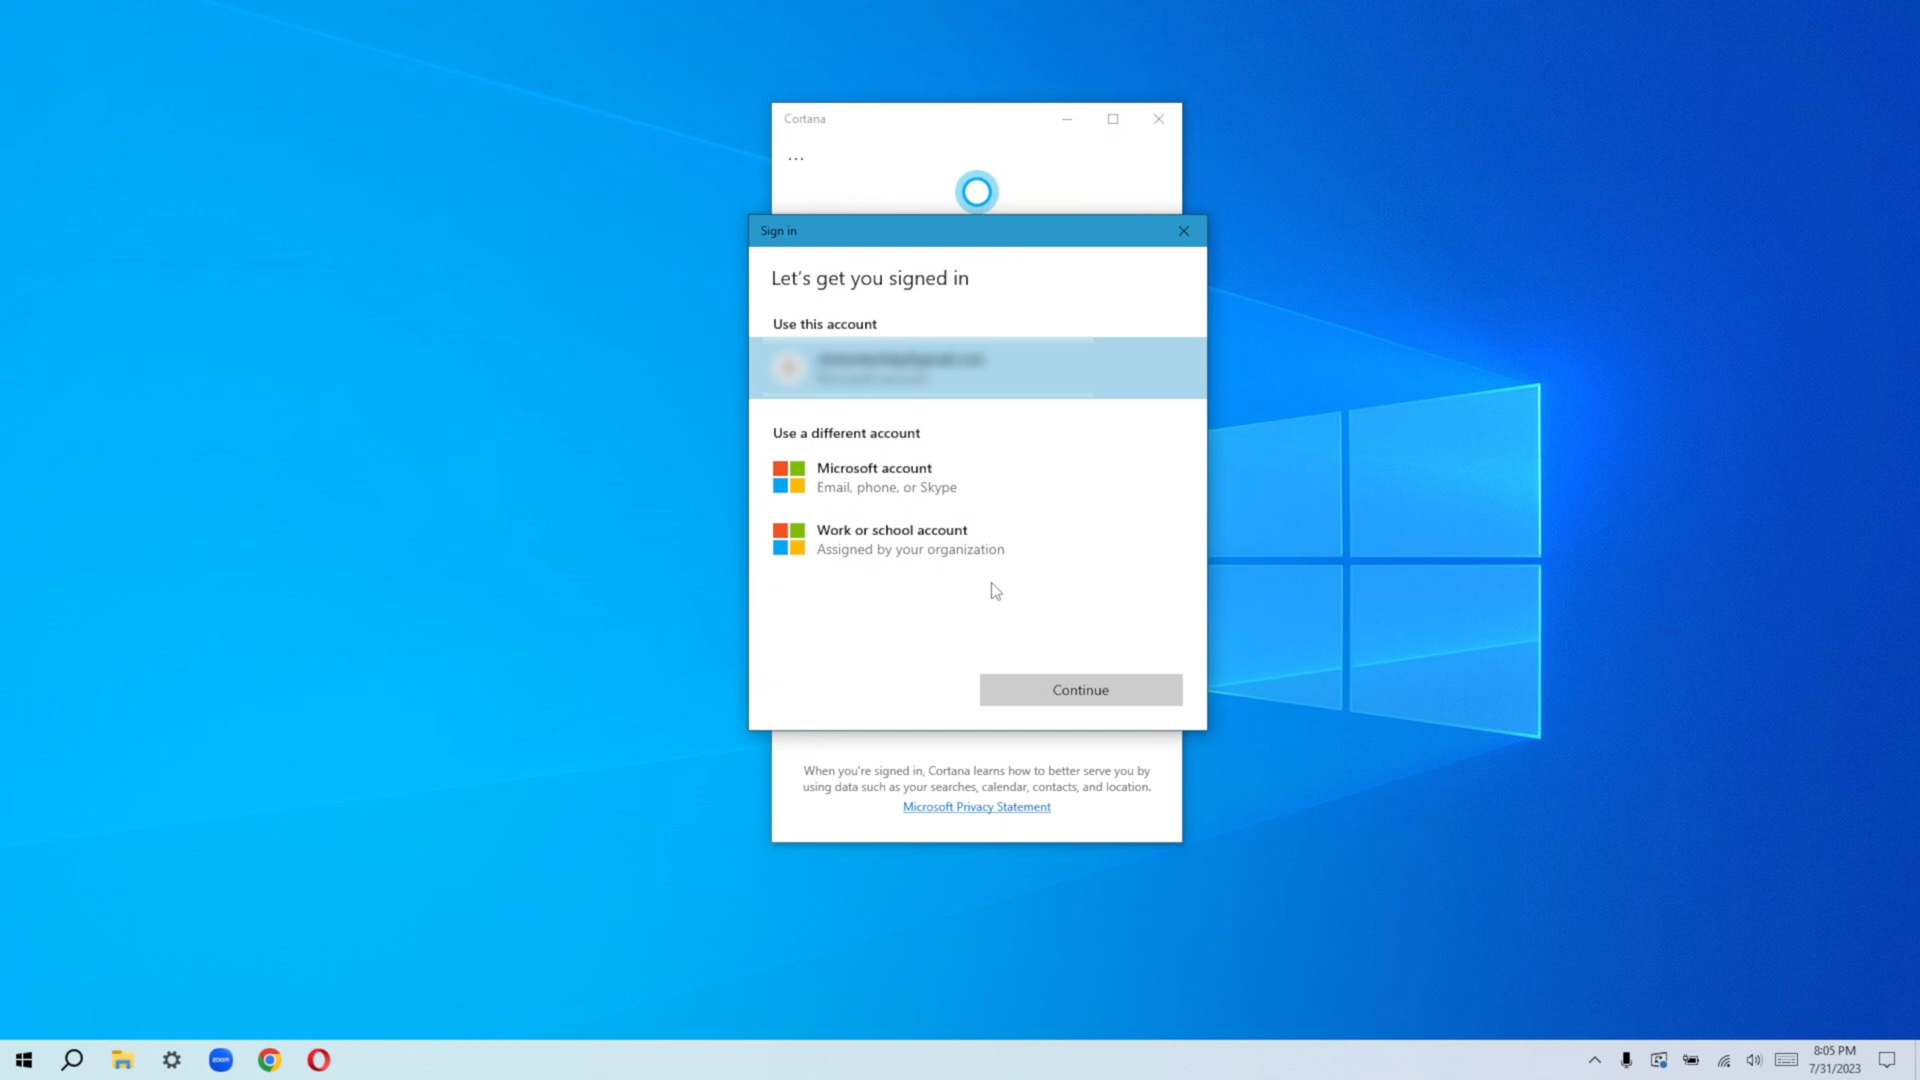 Cortana
...
Sign in
Let's get you signed in
Use this account
Use a different account
Microsoft account
Email, phone, or Skype
Work or school account
Assigned by your organization
Continue
When you're signed in, Cortana learns how to better serve you by
using data such as your searches, calendar, contacts, and location.
Microsoft Privacy Statement
zoom
8:05 PM
7/31/2023